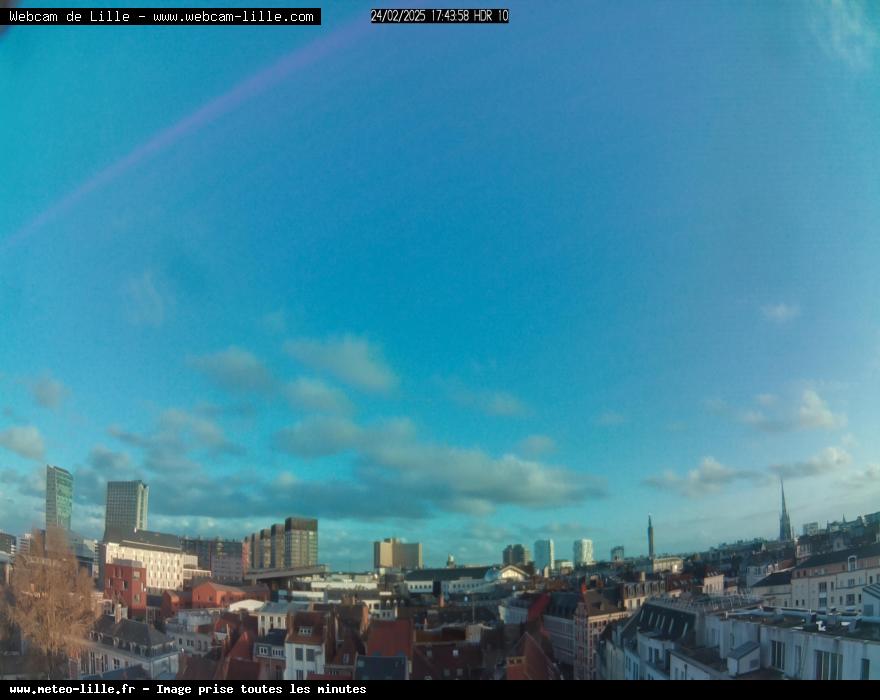 Webcam de Lille - www.webcam-lille.com
24/02/2025 17:43:58 HDR 10
www.meteo-lille.fr - Image prise toutes les minutes